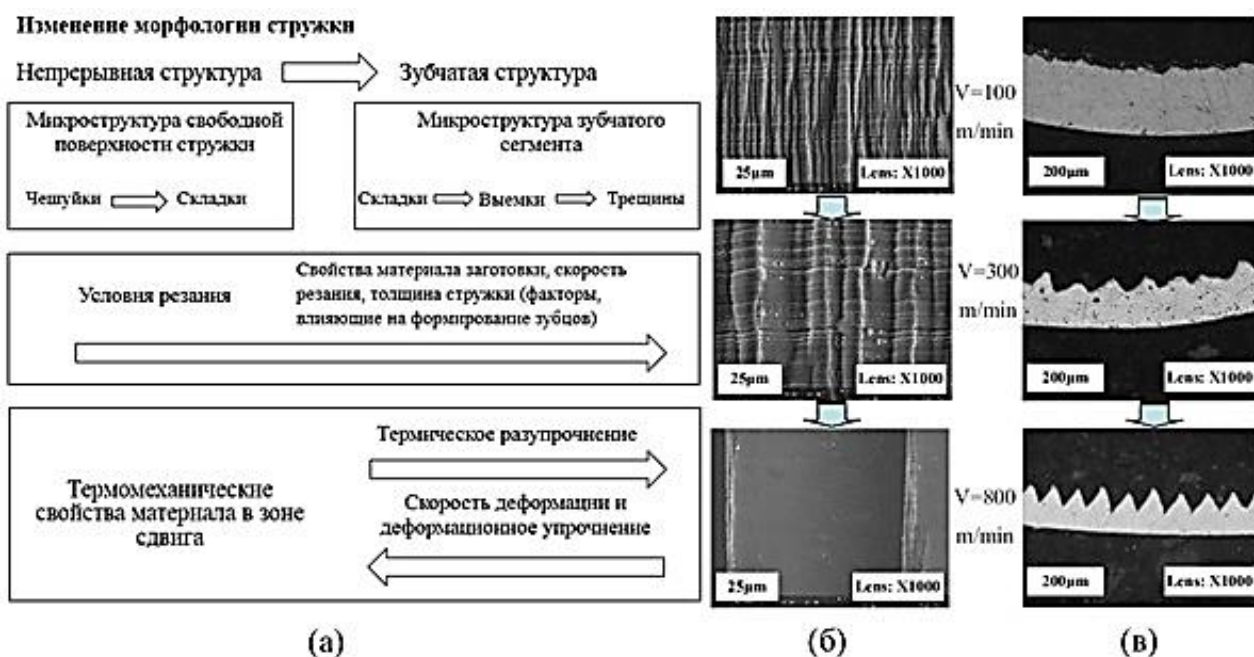 Изменение морфологии стружки
Непрерывная структура
Зубчатая структура
Микроструктура свободной
поверхности стружки
Чешуйки
Складки
Микроструктура зубчатого
сегмента
Складки
Выемки
Трещины
Условия резания
Свойства материала заготовки, скорость
резания, толщина стружки (факторы,
влияющие на формирование зубцов)
Термомеханические
свойства материала в зоне
сдвига
Термическое разупрочнение
Скорость деформации и
деформационное упрочнение
(а)
25µm
Lens: X1000
25µm
Lens: X1000
25µm
Lens: X1000
(б)
V=100
m/min
V=300
m/min
V=800
m/min
200µm
Lens: X1000
200µm
Lens: X1000
200µm
Lens: X1000
(в)